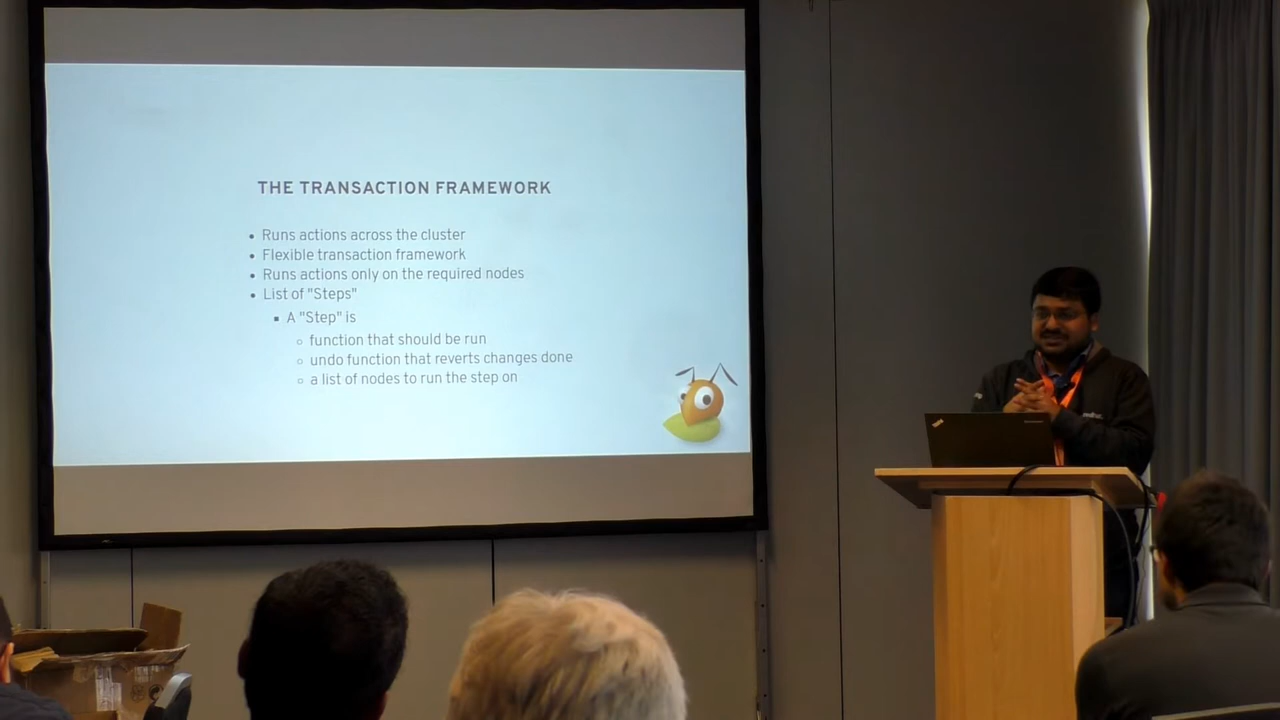 THE TRANSACTION FRAMEWORK
Runs actions across the cluster
Flexible transaction framework
Runs actions only on the required nodes
List of "Steps"
A "Step" is
function that should be run
undo function that reverts changes done
a list of nodes to run the step on